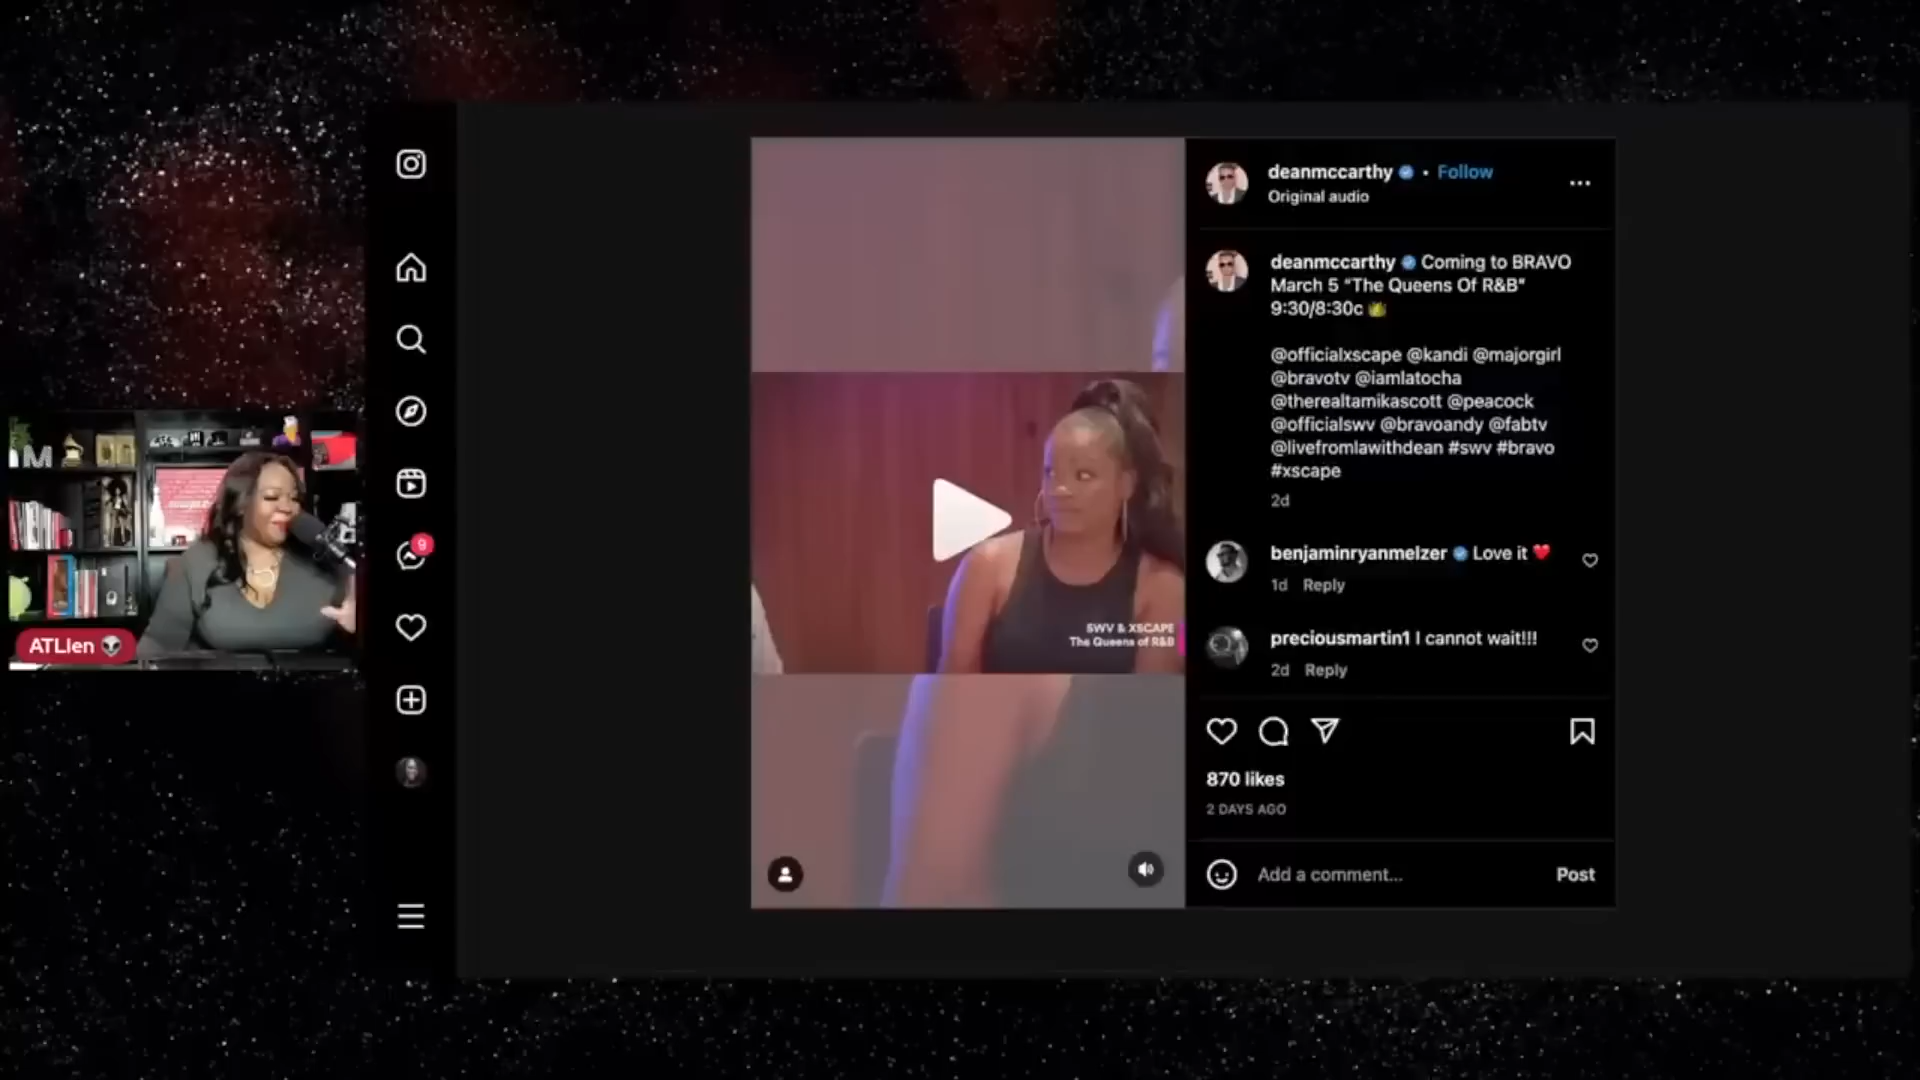 M
ATLien
9
SWV & XSCAPE
The Queens of R&B
deanmccarthy • Follow
Original audio
deanmccarthy Coming to BRAVO
March 5 "The Queens Of R&B"
9:30/8:30c
@officialxscape @kandi @majorgirl
@bravotv @iamlatocha
@therealtamikascott @peacock
@officialswv @bravoandy @fabtv
@livefromlawithdean #swv #bravo
#xscape
2d
benjaminryanmelzer Love it ❤️
1d Reply
preciousmartin1 I cannot wait!!!
2d Reply
870 likes
2 DAYS AGO
Add a comment...
Post